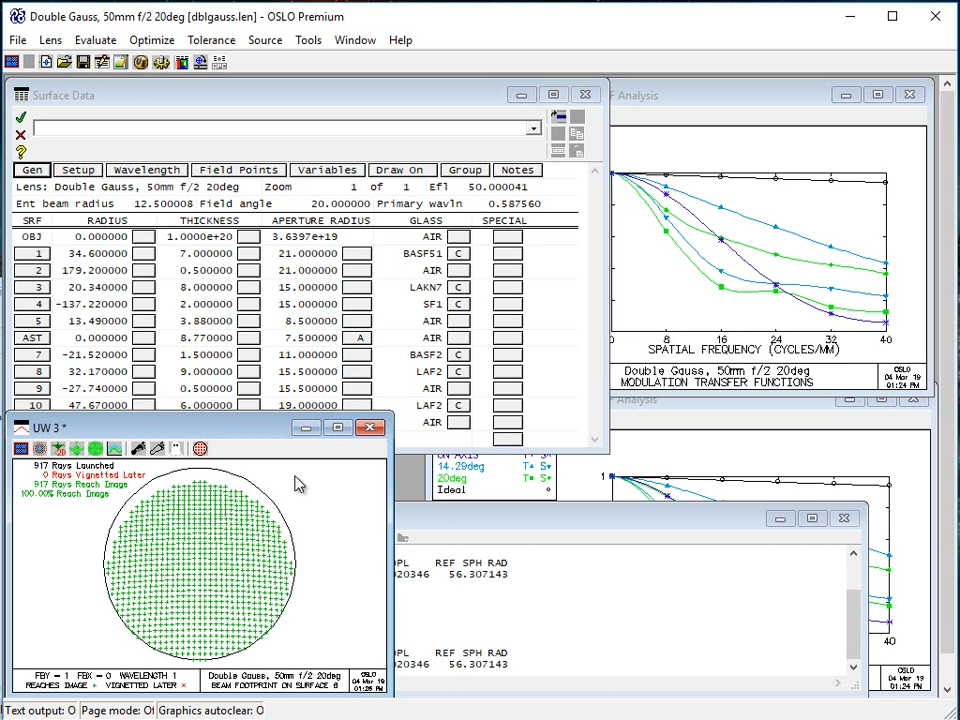 Double Gauss, 50mm f/2 20deg [dblgauss.len] - OSLO Premium
File Lens Evaluate Optimize Tolerance Source Tools Window Help
Surface Data
Analysis
Gen Setup Wavelength Field Points Variables Draw On Group Notes
Lens: Double Gauss, 50mm f/2 20deg Zoom 1 of 1 Efl 50.000041
Ent beam radius 12.500008 Field angle 20.000000 Primary wavln 0.587560
SRF RADIUS THICKNESS APERTURE RADIUS GLASS SPECIAL
OBJ 0.000000 1.0000e+20 3.6397e+19 AIR
1 34.600000 7.000000 21.000000 BASF51 C
2 179.200000 0.500000 21.000000 AIR
3 20.340000 8.000000 15.000000 LAKN7 C
4 -137.220000 2.000000 15.000000 SF1 C
5 13.490000 3.880000 8.500000 AIR
AST 0.000000 8.770000 7.500000 A AIR
7 -21.520000 1.500000 11.000000 BASF2 C
8 32.170000 9.000000 15.500000 LAF2 C
9 -27.740000 0.500000 15.500000 AIR
10 47.670000 6.000000 19.000000 LAF2 C
AIR
0 8 16 24 32 40
SPATIAL FREQUENCY (CYCLES/MM)
Double Gauss, 50mm f/2 20deg
MODULATION TRANSFER FUNCTIONS
OSLO
04 Mar 19
01:24 PM
Analysis
ON AXIS T S
14.29deg T S
20deg T S
Ideal
1
40
OSLO
04 Mar 19
01:24 PM
UW 3 *
917 Rays Launched
0 Rays Vignetted Later
917 Rays Reach Image
100.00% Reach Image
FBY = 1 FBX = 0 WAVELENGTH 1
REACHES IMAGE + VIGNETTED LATER ×
Double Gauss, 50mm f/2 20deg
BEAM FOOTPRINT ON SURFACE 6
OSLO
04 Mar 19
01:25 PM
OPL REF SPH RAD
020346 56.307143
OPL REF SPH RAD
020346 56.307143
Text output: O Page mode: Of Graphics autoclear: O